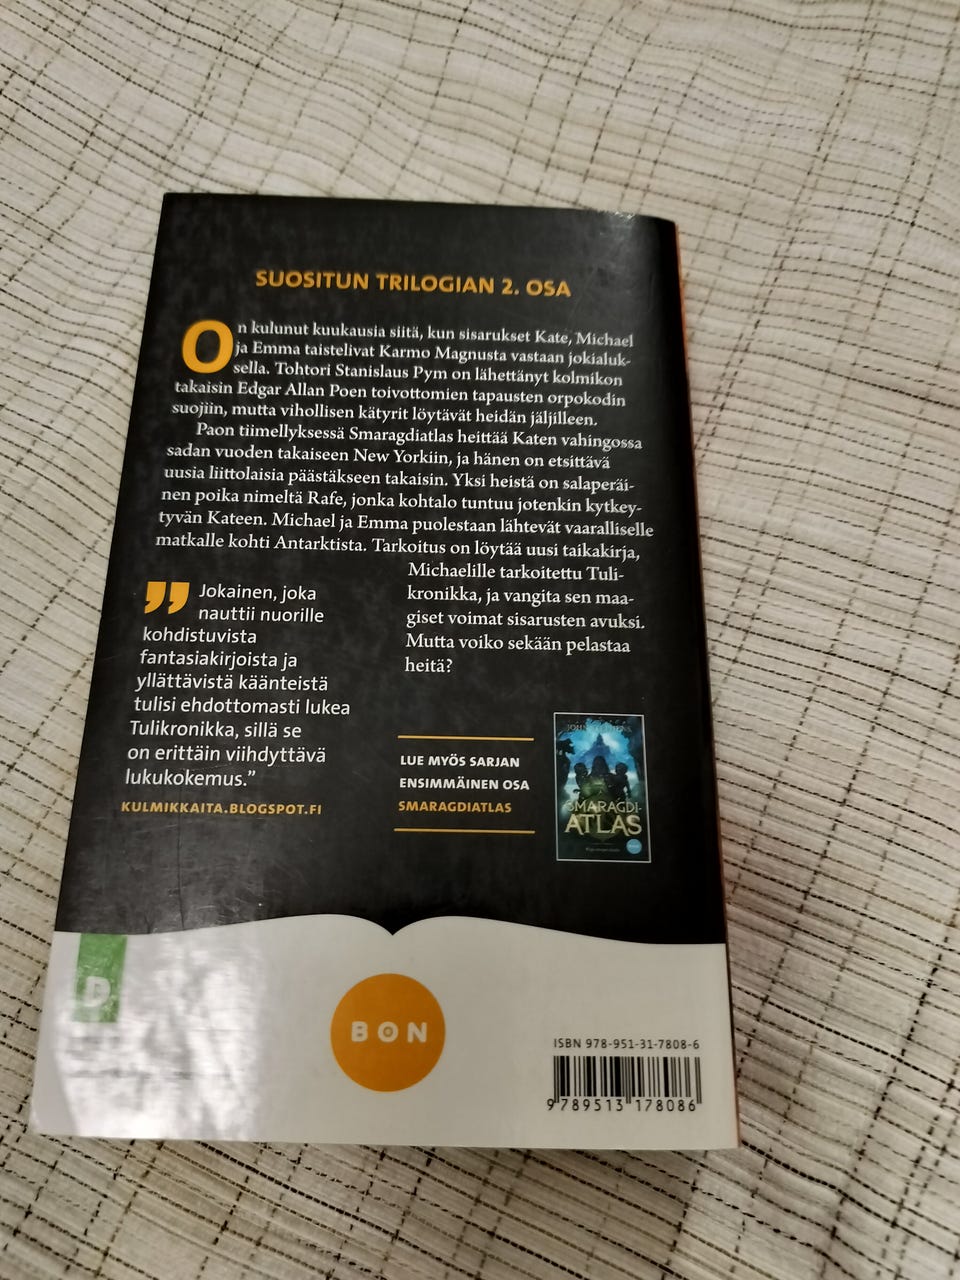 SUOSITUN TRILOGIAN 2. OSA
On kulunut kuukausia siitä, kun sisarukset Kate, Michael
ja Emma taistelivat Karmo Magnusta vastaan jokialuk-
sella. Tohtori Stanislaus Pym on lähettänyt kolmikon
takaisin Edgar Allan Poen toivottomien tapausten orpokodin
suojiin, mutta vihollisen kätyrit löytävät heidän jäljilleen.
Paon tiimellyksessä Smaragdiatlas heittää Katen vahingossa
sadan vuoden takaiseen New Yorkiin, ja hänen on etsittävä
uusia liittolaisia päästäkseen takaisin. Yksi heistä on salaperäi-
nen poika nimeltä Rafe, jonka kohtalo tuntuu jotenkin kytkey-
tyvän Kateen. Michael ja Emma puolestaan lähtevät vaaralliselle
matkalle kohti Antarktista. Tarkoitus on löytää uusi taikakirja,
Michaelille tarkoitettu Tuli-
kronikka, ja vangita sen maa-
giset voimat sisarusten avuksi.
Mutta voiko sekään pelastaa
heitä?
” Jokainen, joka
nauttii nuorille
kohdistuvista
fantasiakirjoista ja
yllättävistä käänteistä
tulisi ehdottomasti lukea
Tulikronikka, sillä se
on erittäin viihdyttävä
lukukokemus.”
KULMIKKAITA.BLOGSPOT.FI
LUE MYÖS SARJAN
ENSIMMÄINEN OSA
SMARAGDIATLAS
JOHN STEPHENS
SMARAGDI-
ATLAS
D
BON
ISBN 978-951-31-7808-6
9 789513 178086